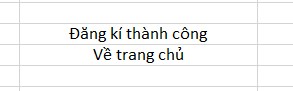 Đăng kí thành công
Về trang chủ